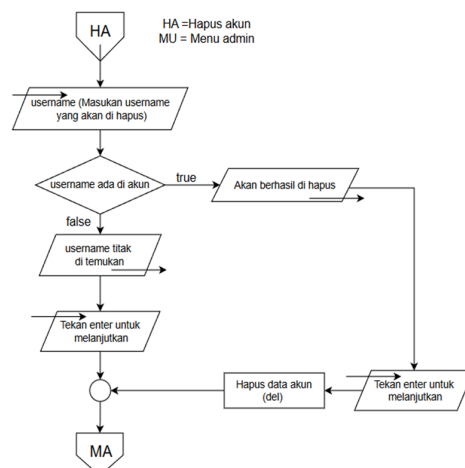 HA
HA =Hapus akun
MU = Menu admin
username (Masukan username
yang akan di hapus)
username ada di akun
true
Akan berhasil di hapus
false
username titak
di temukan
Tekan enter untuk
melanjutkan
Hapus data akun
(del)
Tekan enter untuk
melanjutkan
MA